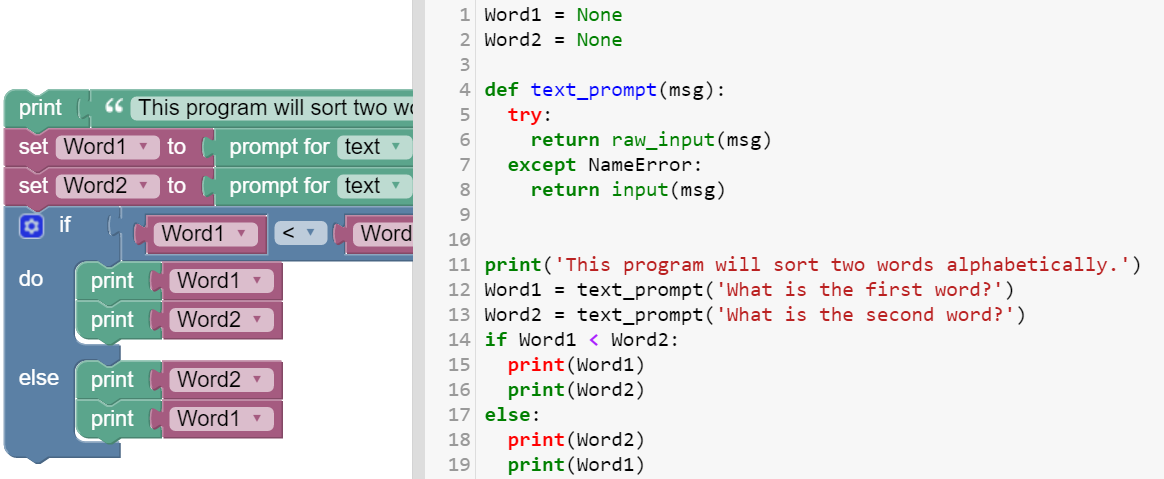 print “ This program will sort two wo
set Word1 ▾ to prompt for text ▾
set Word2 ▾ to prompt for text ▾
if Word1 ▾ < ▾ Word
do print Word1 ▾
print Word2 ▾
else print Word2 ▾
print Word1 ▾
1 Word1 = None
2 Word2 = None
3
4 def text_prompt(msg):
5   try:
6     return raw_input(msg)
7   except NameError:
8     return input(msg)
9
10
11 print('This program will sort two words alphabetically.')
12 Word1 = text_prompt('What is the first word?')
13 Word2 = text_prompt('What is the second word?')
14 if Word1 < Word2:
15   print(Word1)
16   print(Word2)
17 else:
18   print(Word2)
19   print(Word1)